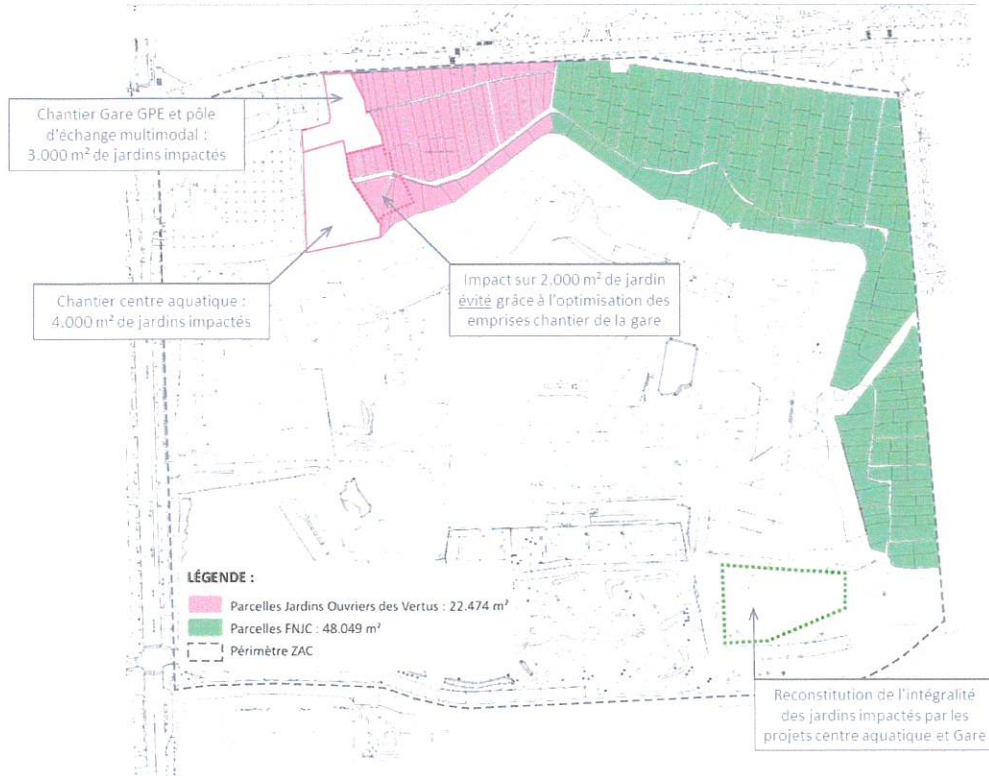 Chantier Gare GPE et pôle
d'échange multimodal :
3.000 m² de jardins impactés
Chantier centre aquatique :
4.000 m² de jardins impactés
Impact sur 2.000 m² de jardin
évité grâce à l'optimisation des
emprises chantier de la gare
LÉGENDE :
Parcelles Jardins Ouvriers des Vertus : 22.474 m²
Parcelles FNJC : 48.049 m²
Périmètre ZAC
Reconstitution de l'intégralité
des jardins impactés par les
projets centre aquatique et Gare